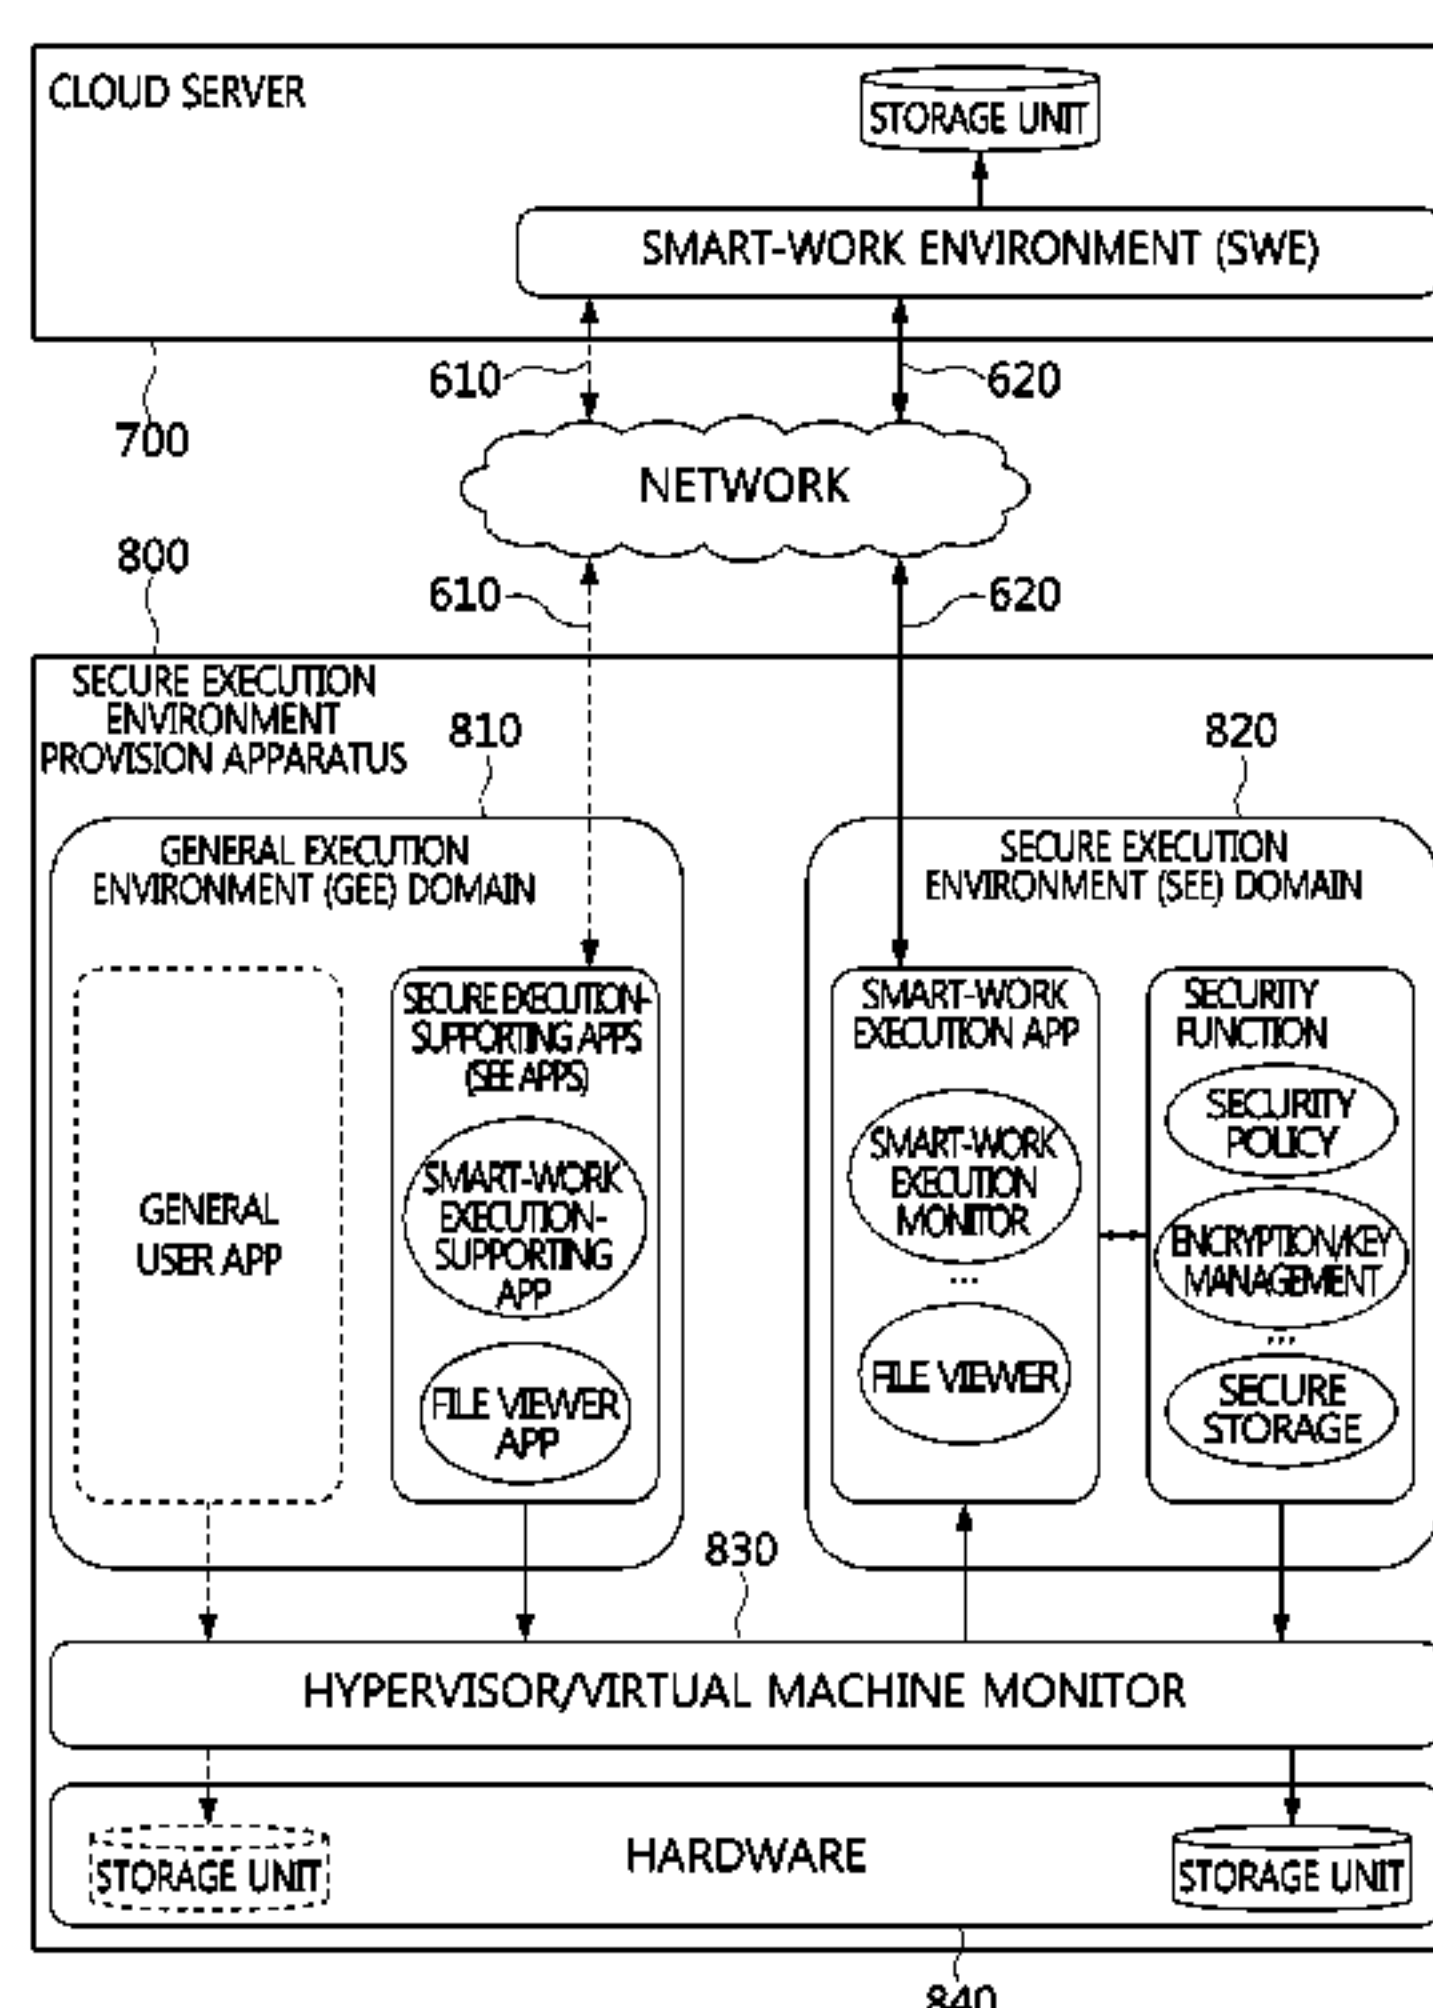 CLOUD SERVER
STORAGE UNIT
SMART-WORK ENVIRONMENT (SWE)
610
620
700
NETWORK
800
610
620
SECURE EXECUTION
ENVIRONMENT
PROVISION APPARATUS
810
820
GENERAL EXECUTION
ENVIRONMENT (GEE) DOMAIN
SECURE EXECUTION
ENVIRONMENT (SEE) DOMAIN
GENERAL
USER APP
SECURE EXECUTION-
SUPPORTING APPS
(SEE APPS)
SMART-WORK
EXECUTION-
SUPPORTING
APP
FILE VIEWER
APP
SMART-WORK
EXECUTION APP
SMART-WORK
EXECUTION
MONITOR
...
FILE VIEWER
SECURITY
FUNCTION
SECURITY
POLICY
ENCRYPTION/KEY
MANAGEMENT
...
SECURE
STORAGE
830
HYPERVISOR/VIRTUAL MACHINE MONITOR
STORAGE UNIT
HARDWARE
STORAGE UNIT
840